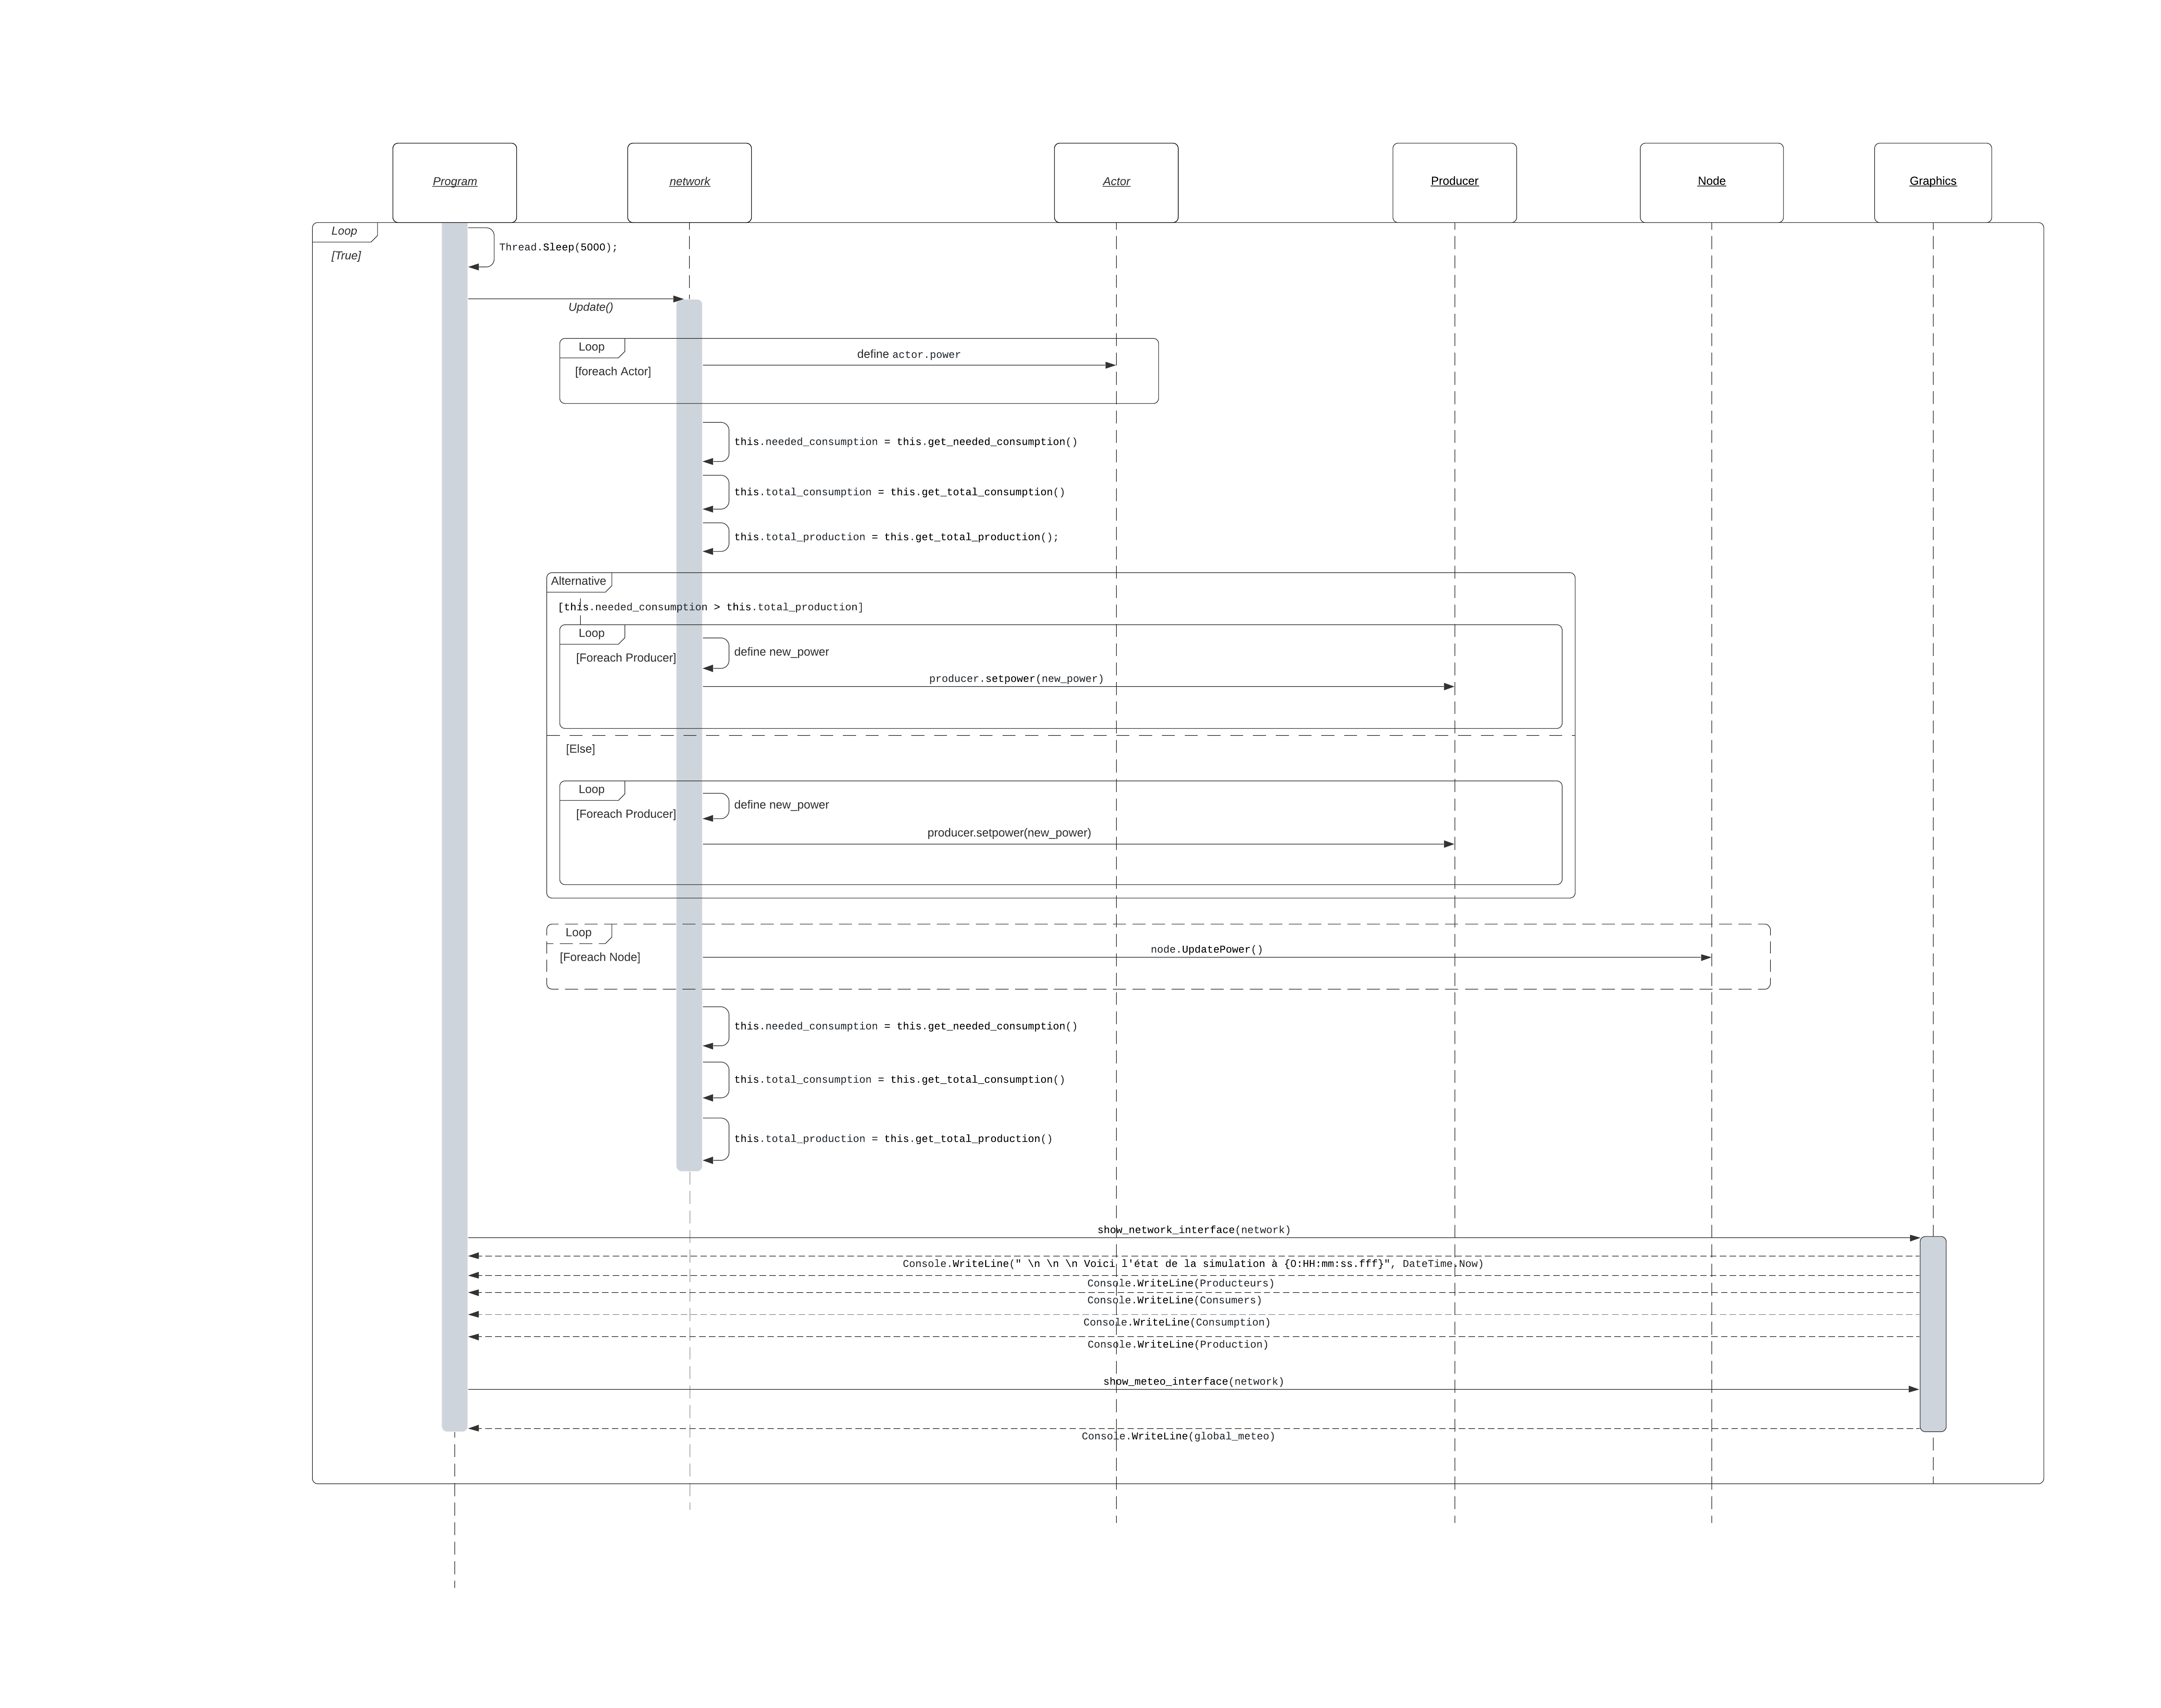 Program
network
Actor
Producer
Node
Graphics
Loop
[True]
Thread.Sleep(5000);
Update()
Loop
[foreach Actor]
define actor.power
this.needed_consumption = this.get_needed_consumption()
this.total_consumption = this.get_total_consumption()
this.total_production = this.get_total_production();
Alternative
[this.needed_consumption > this.total_production]
Loop
[Foreach Producer]
define new_power
producer.setpower(new_power)
[Else]
Loop
[Foreach Producer]
define new_power
producer.setpower(new_power)
Loop
[Foreach Node]
node.UpdatePower()
this.needed_consumption = this.get_needed_consumption()
this.total_consumption = this.get_total_consumption()
this.total_production = this.get_total_production()
show_network_interface(network)
Console.WriteLine(" \n \n \n Voici l'état de la simulation à {0:HH:mm:ss.fff}", DateTime.Now)
Console.WriteLine(Producteurs)
Console.WriteLine(Consumers)
Console.WriteLine(Consumption)
Console.WriteLine(Production)
show_meteo_interface(network)
Console.WriteLine(global_meteo)